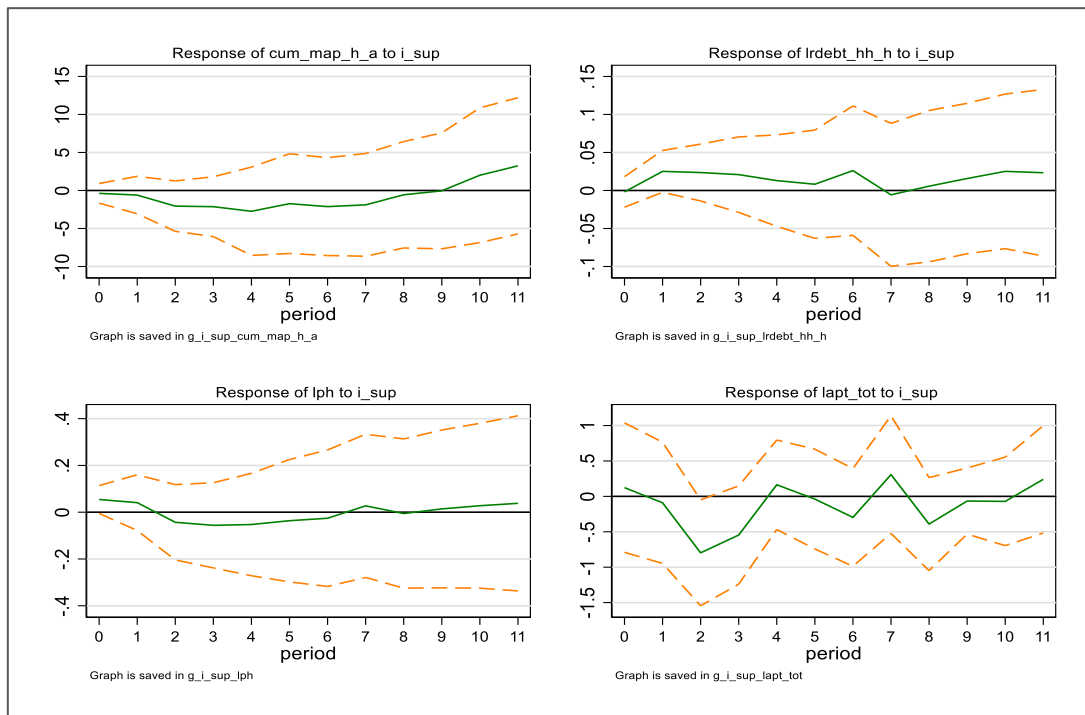 Response of cum_map_h_a to i_sup
15
10
5
0
-5
-10
0 1 2 3 4 5 6 7 8 9 10 11
period
Graph is saved in g_i_sup_cum_map_h_a
Response of lrdebt_hh_h to i_sup
.15
.1
.05
0
-.05
-.1
0 1 2 3 4 5 6 7 8 9 10 11
period
Graph is saved in g_i_sup_lrdebt_hh_h
Response of lph to i_sup
.4
.2
0
-.2
-.4
0 1 2 3 4 5 6 7 8 9 10 11
period
Graph is saved in g_i_sup_lph
Response of lapt_tot to i_sup
1
.5
0
-.5
-1
-1.5
0 1 2 3 4 5 6 7 8 9 10 11
period
Graph is saved in g_i_sup_lapt_tot